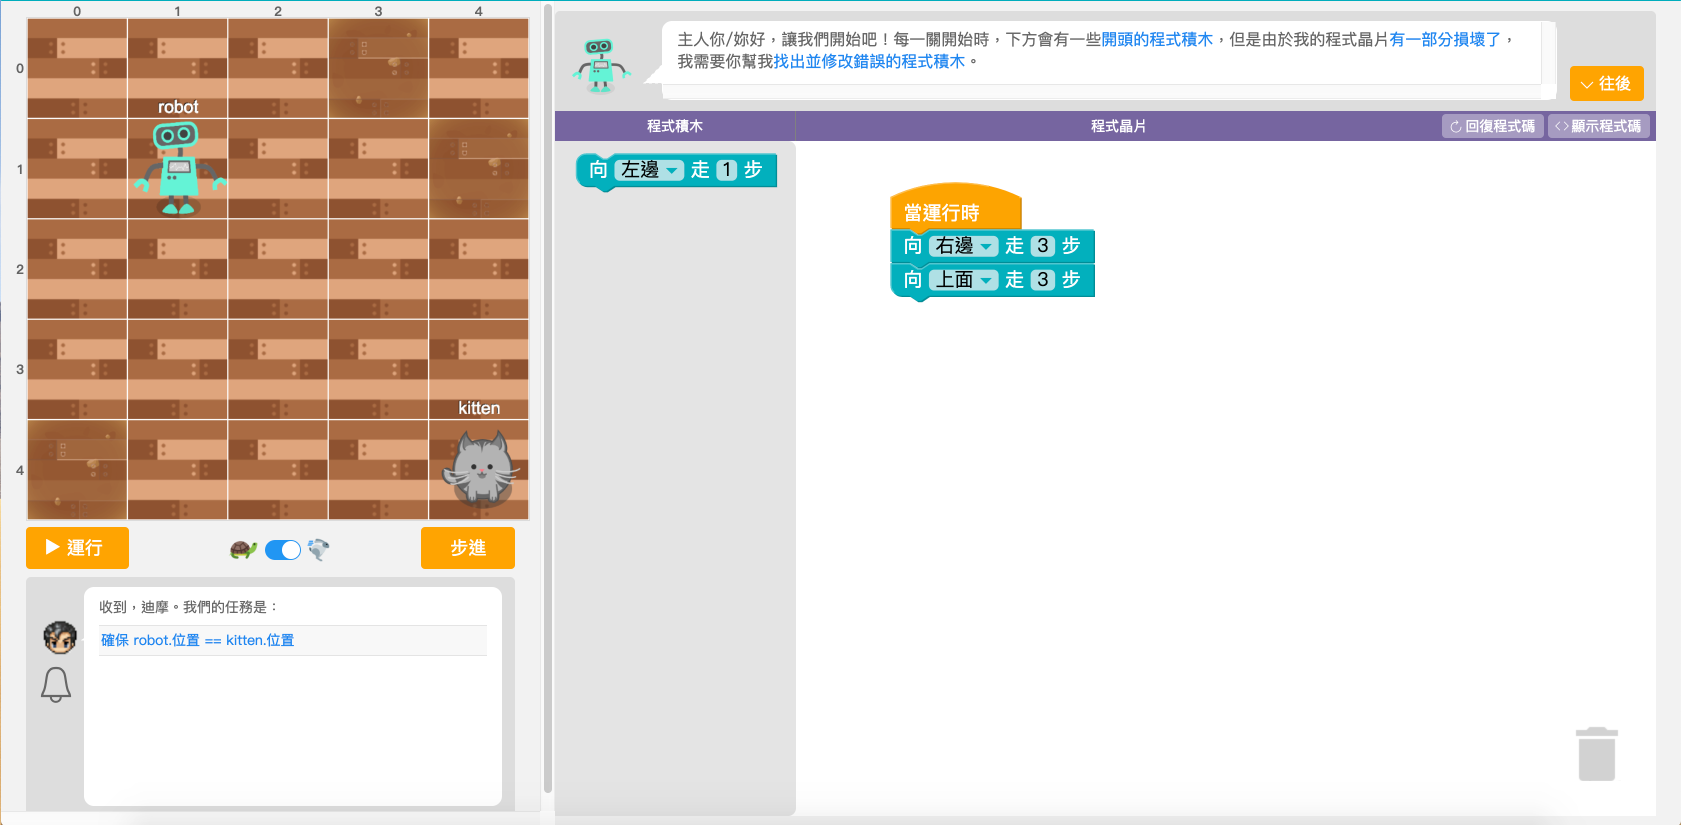 0 1 2 3 4
0
robot
1
2
3
kitten
4
運行
步進
收到，迪摩。我們的任務是：
確保 robot.位置 == kitten.位置
主人你/妳好，讓我們開始吧！每一關開始時，下方會有一些開頭的程式積木，但是由於我的程式晶片有一部分損壞了，
我需要你幫我找出並修改錯誤的程式積木。
往後
程式積木
程式晶片
回復程式碼
顯示程式碼
向 左邊 走 1 步
當運行時
向 右邊 走 3 步
向 上面 走 3 步